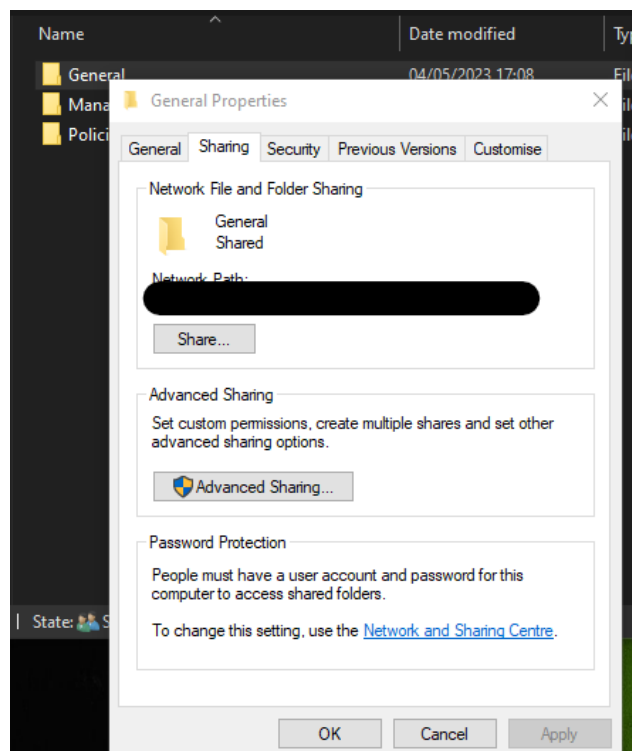 Name Date modified
General 04/05/2023 17:08
General Properties
General Sharing Security Previous Versions Customise
Network File and Folder Sharing
General
Shared
Network Path:
Share...
Advanced Sharing
Set custom permissions, create multiple shares and set other
advanced sharing options.
Advanced Sharing...
Password Protection
People must have a user account and password for this
computer to access shared folders.
State:
To change this setting, use the Network and Sharing Centre.
OK Cancel Apply